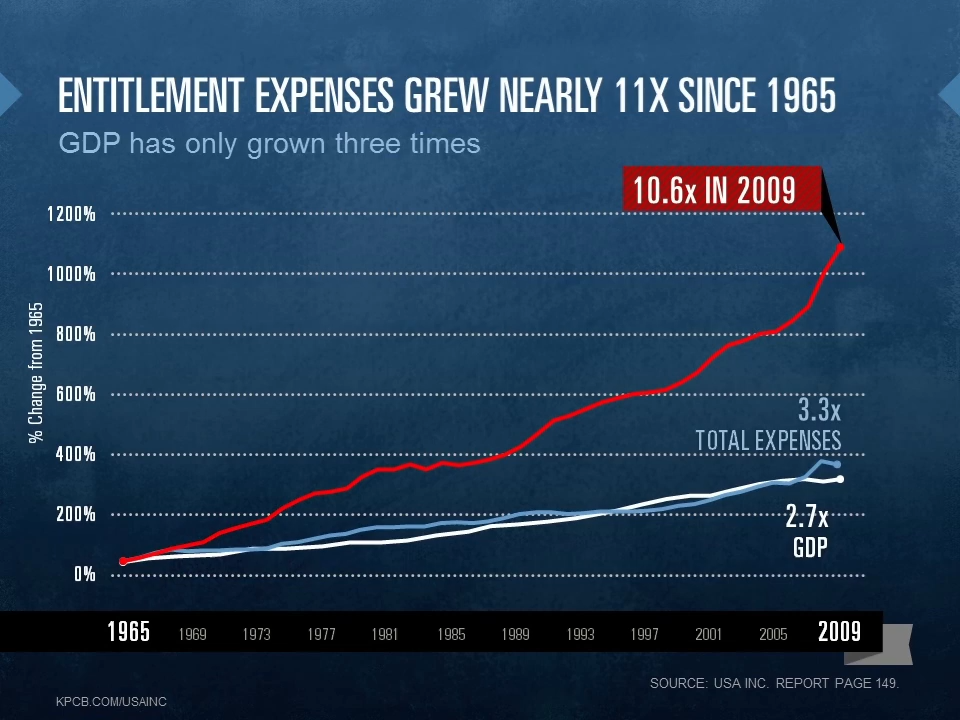 ENTITLEMENT EXPENSES GREW NEARLY 11X SINCE 1965
GDP has only grown three times
10.6x IN 2009
1200%
1000%
800%
600%
400%
200%
0%
% Change from 1965
3.3x
TOTAL EXPENSES
2.7x
GDP
1965 1969 1973 1977 1981 1985 1989 1993 1997 2001 2005 2009
SOURCE: USA INC. REPORT PAGE 149.
KPCB.COM/USAINC